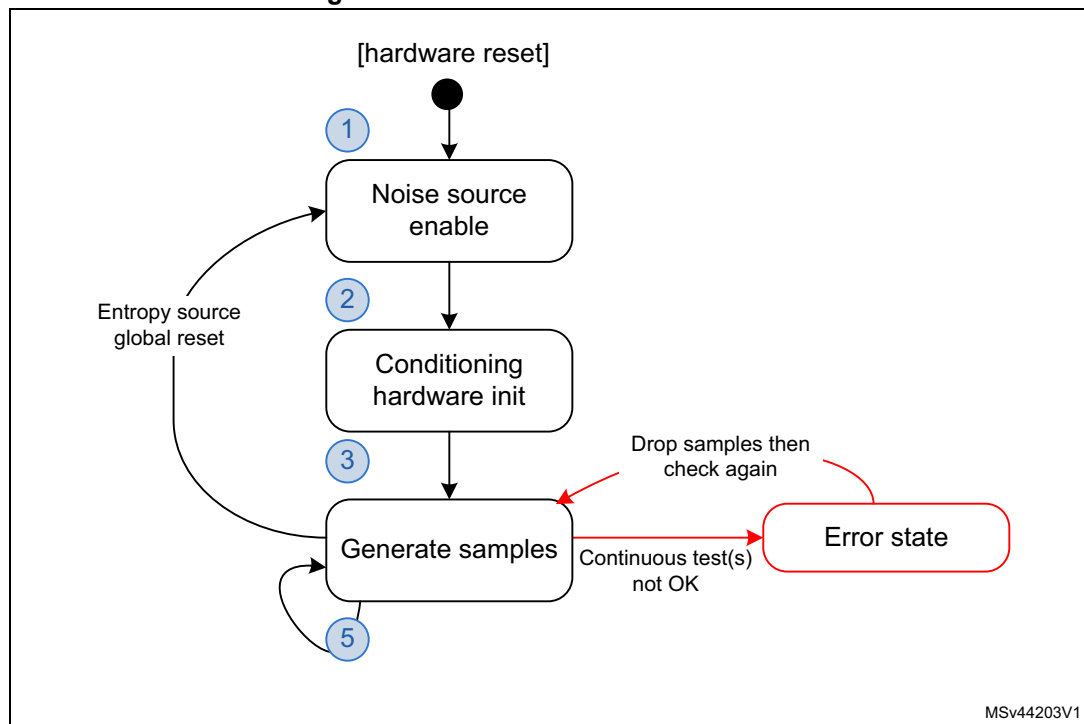 [hardware reset]
1
Noise source
enable
2
Entropy source
global reset
Conditioning
hardware init
3
Drop samples then
check again
Generate samples
Continuous test(s)
not OK
Error state
5
MSv44203V1